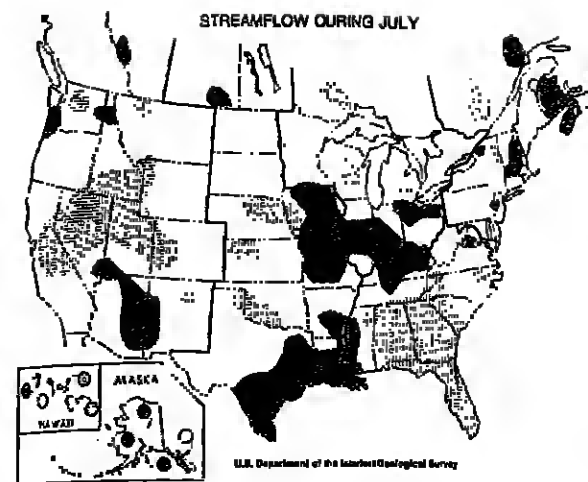 STREAMFLOW DURING JULY
ALASKA
HAWAII
U.S. Department of the Interior/Geological Survey